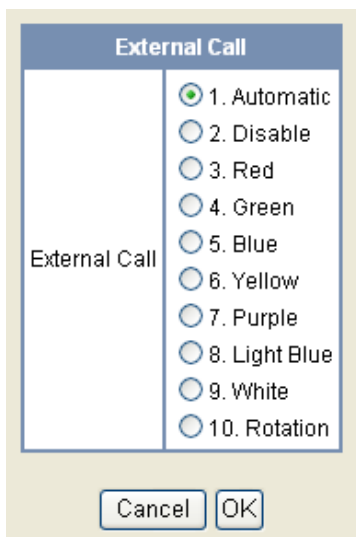 External Call
External Call
1. Automatic
2. Disable
3. Red
4. Green
5. Blue
6. Yellow
7. Purple
8. Light Blue
9. White
10. Rotation
Cancel OK